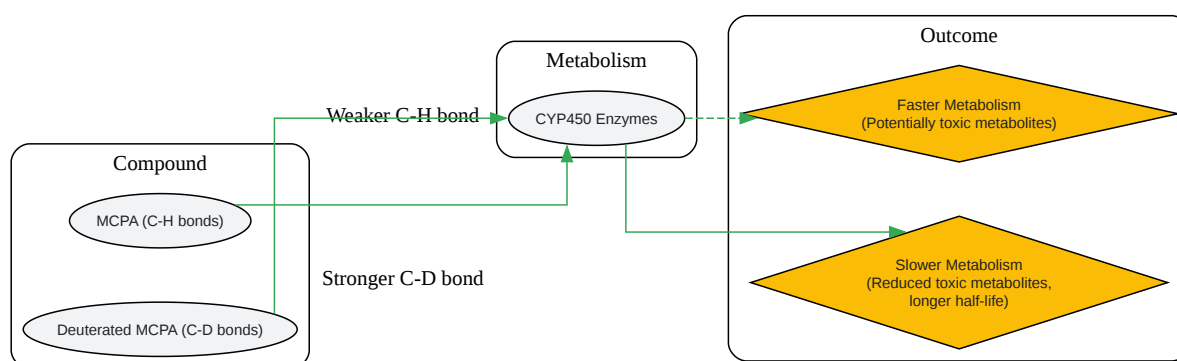 Compound
MCPA (C-H bonds)
Deuterated MCPA (C-D bonds)
Weaker C-H bond
Stronger C-D bond
Metabolism
CYP450 Enzymes
Outcome
Faster Metabolism
(Potentially toxic metabolites)
Slower Metabolism
(Reduced toxic metabolites,
longer half-life)